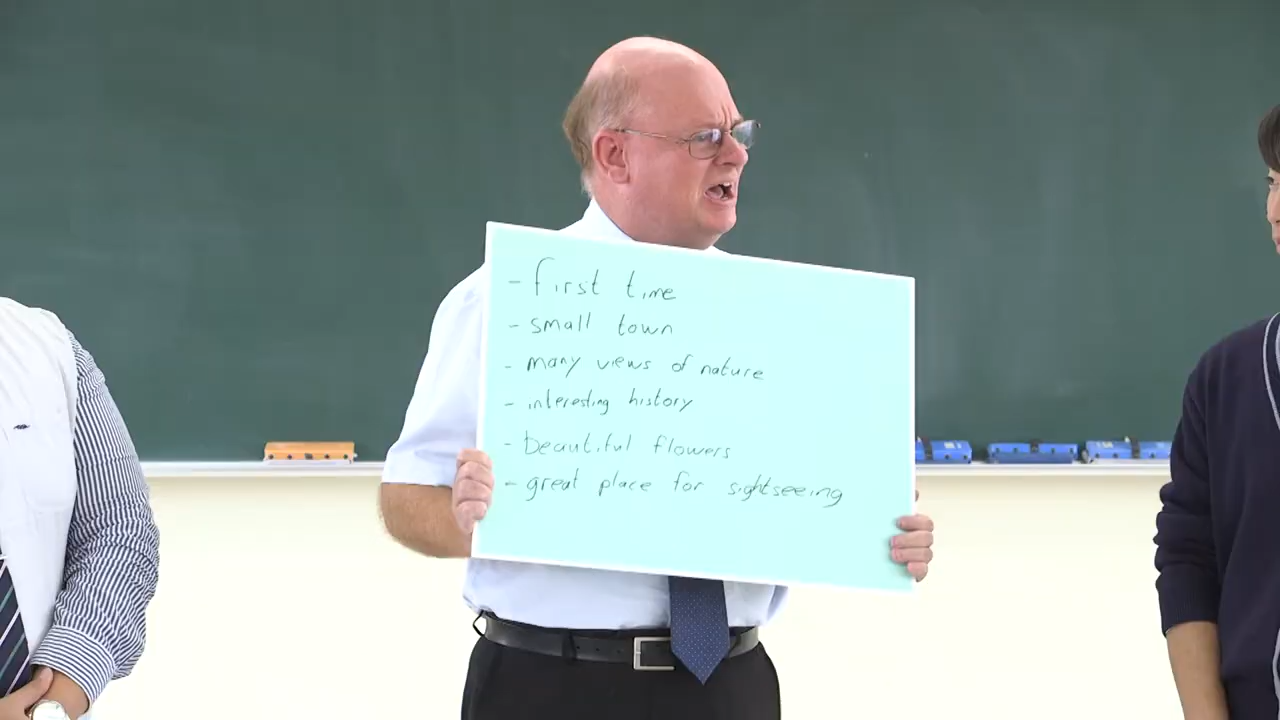 - first time
- small town
- many views of nature
- interesting history
- beautiful flowers
- great place for sightseeing